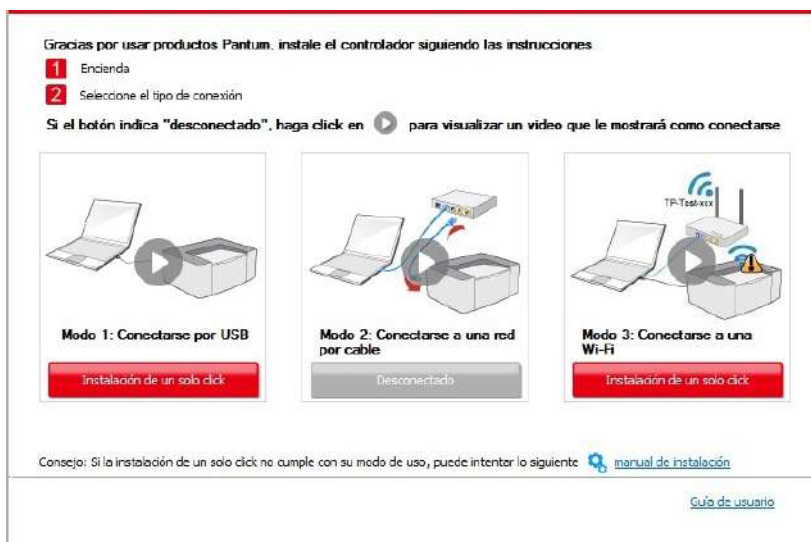 Gracias por usar productos Pantum, instale el controlador siguiendo las instrucciones
1 Encienda
2 Seleccione el tipo de conexión
Si el botón indica "desconectado", haga click en para visualizar un video que le mostrará como conectarse
TP-Test-xxx
Modo 1: Conectarse por USB
Modo 2: Conectarse a una red
por cable
Modo 3: Conectarse a una
Wi-Fi
Instalación de un solo click
Desconectado
Instalación de un solo click
Consejo: Si la instalación de un solo click no cumple con su modo de uso, puede intentar lo siguiente manual de instalación
Guía de usuario